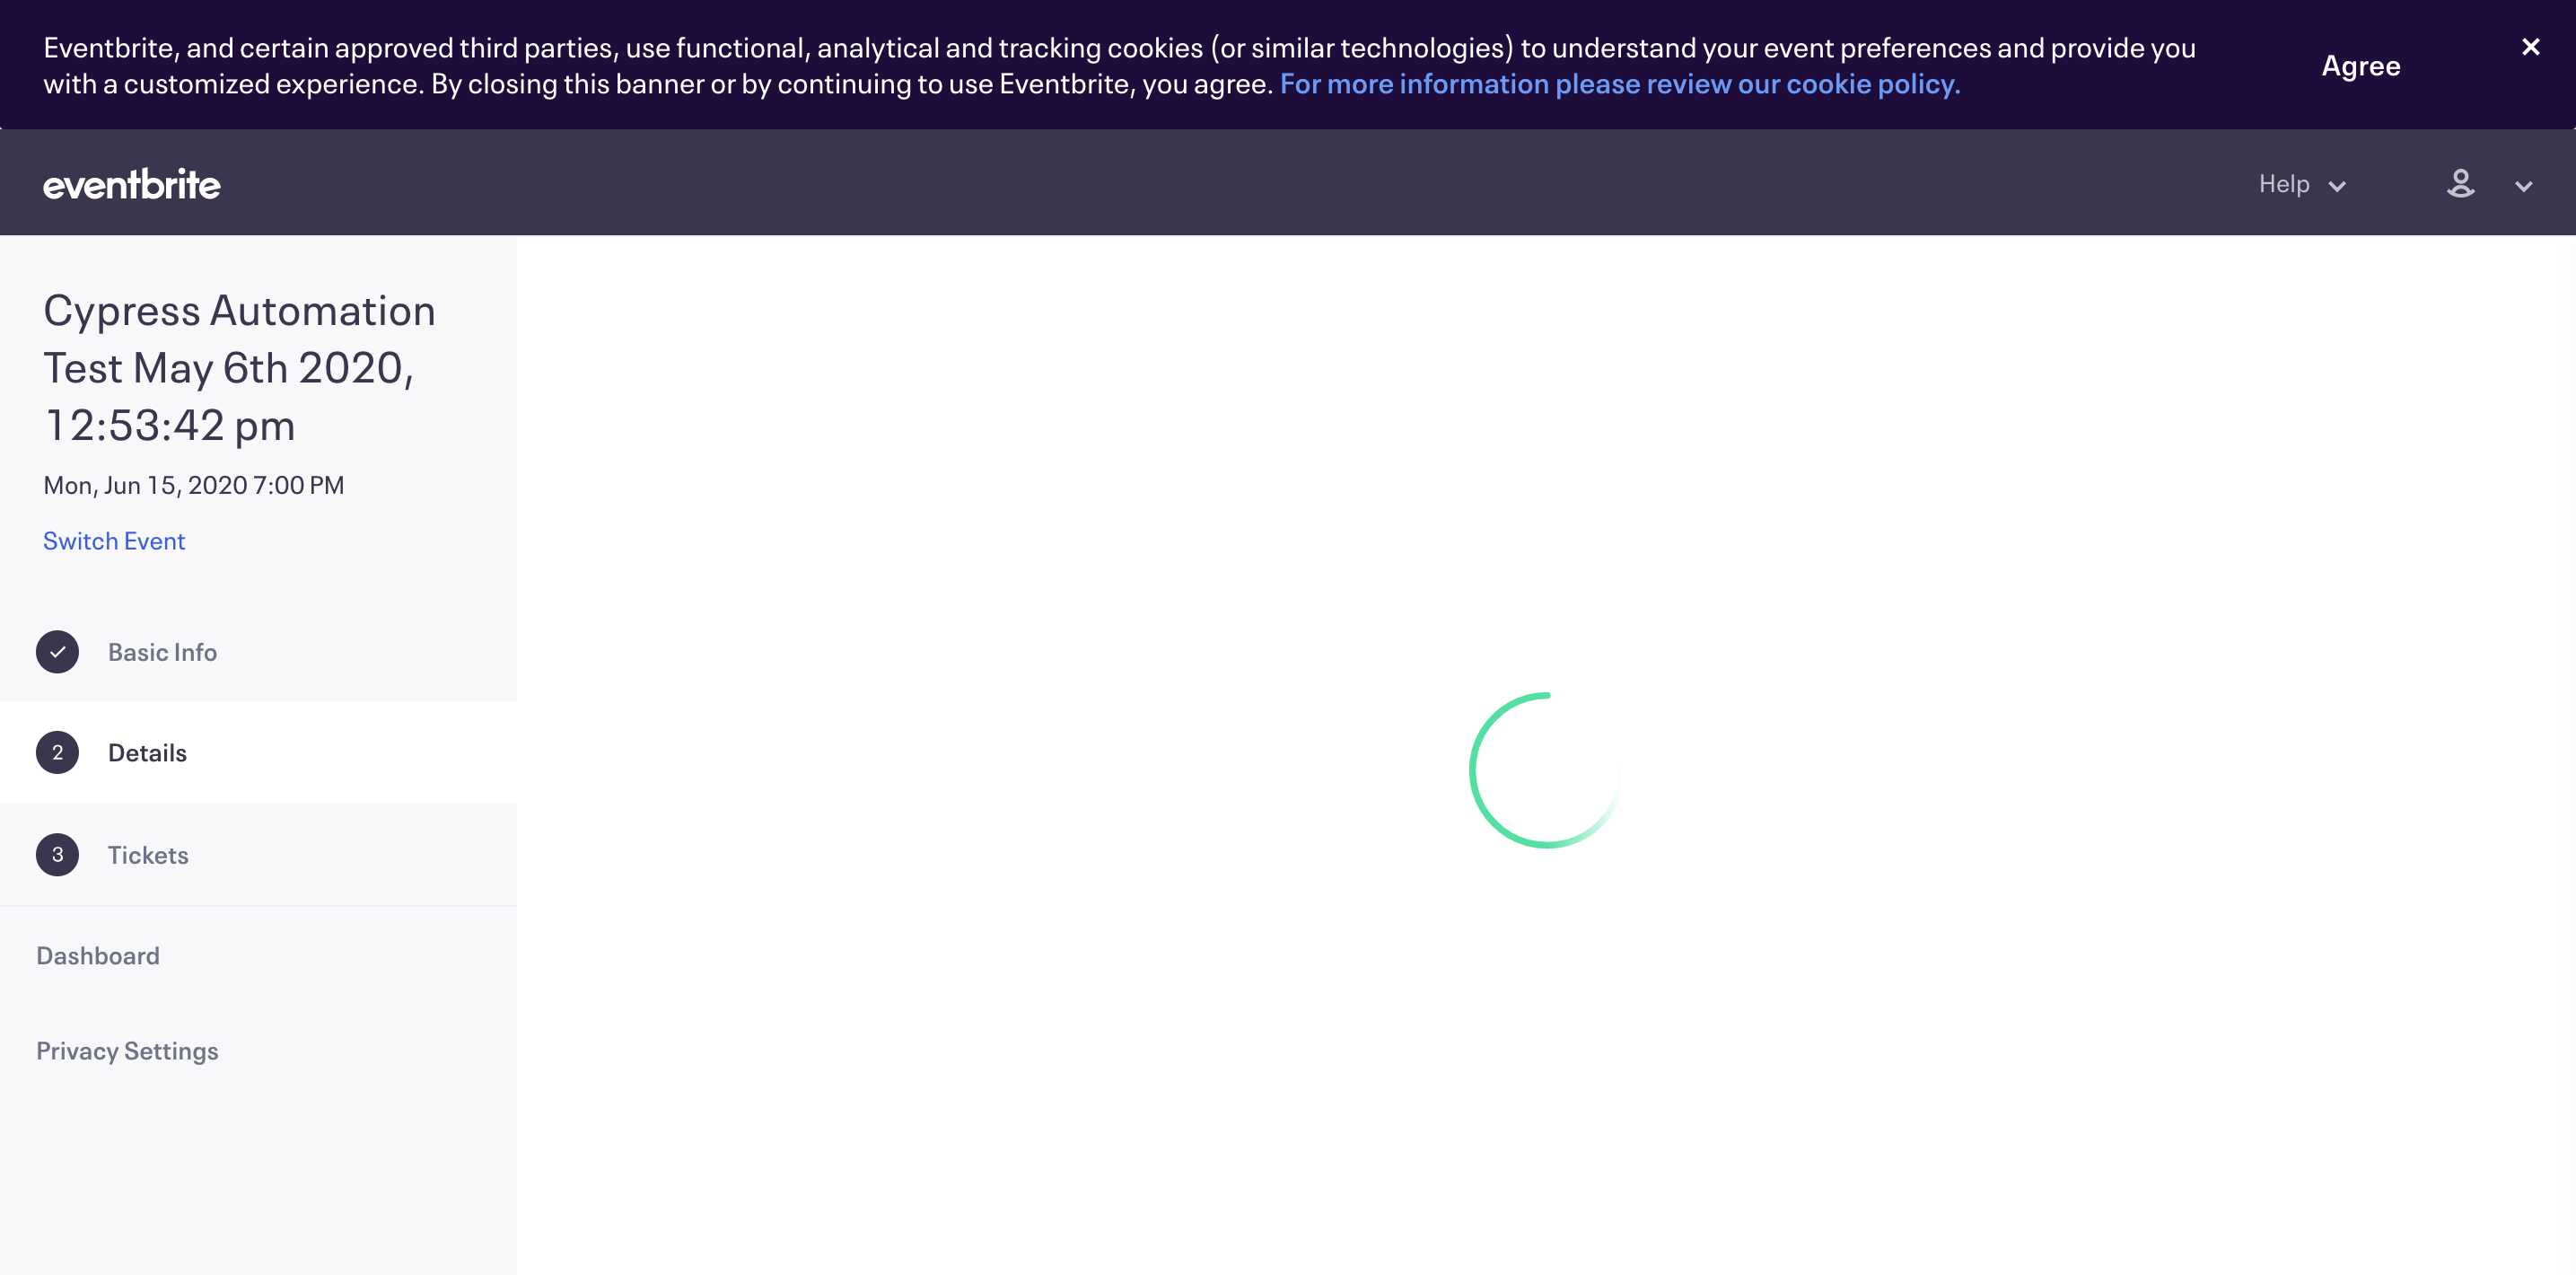 Eventbrite, and certain approved third parties, use functional, analytical and tracking cookies (or similar technologies) to understand your event preferences and provide you
with a customized experience. By closing this banner or by continuing to use Eventbrite, you agree. For more information please review our cookie policy.
Agree
eventbrite
Help
Cypress Automation
Test May 6th 2020,
12:53:42 pm
Mon, Jun 15, 2020 7:00 PM
Switch Event
Basic Info
2 Details
3 Tickets
Dashboard
Privacy Settings